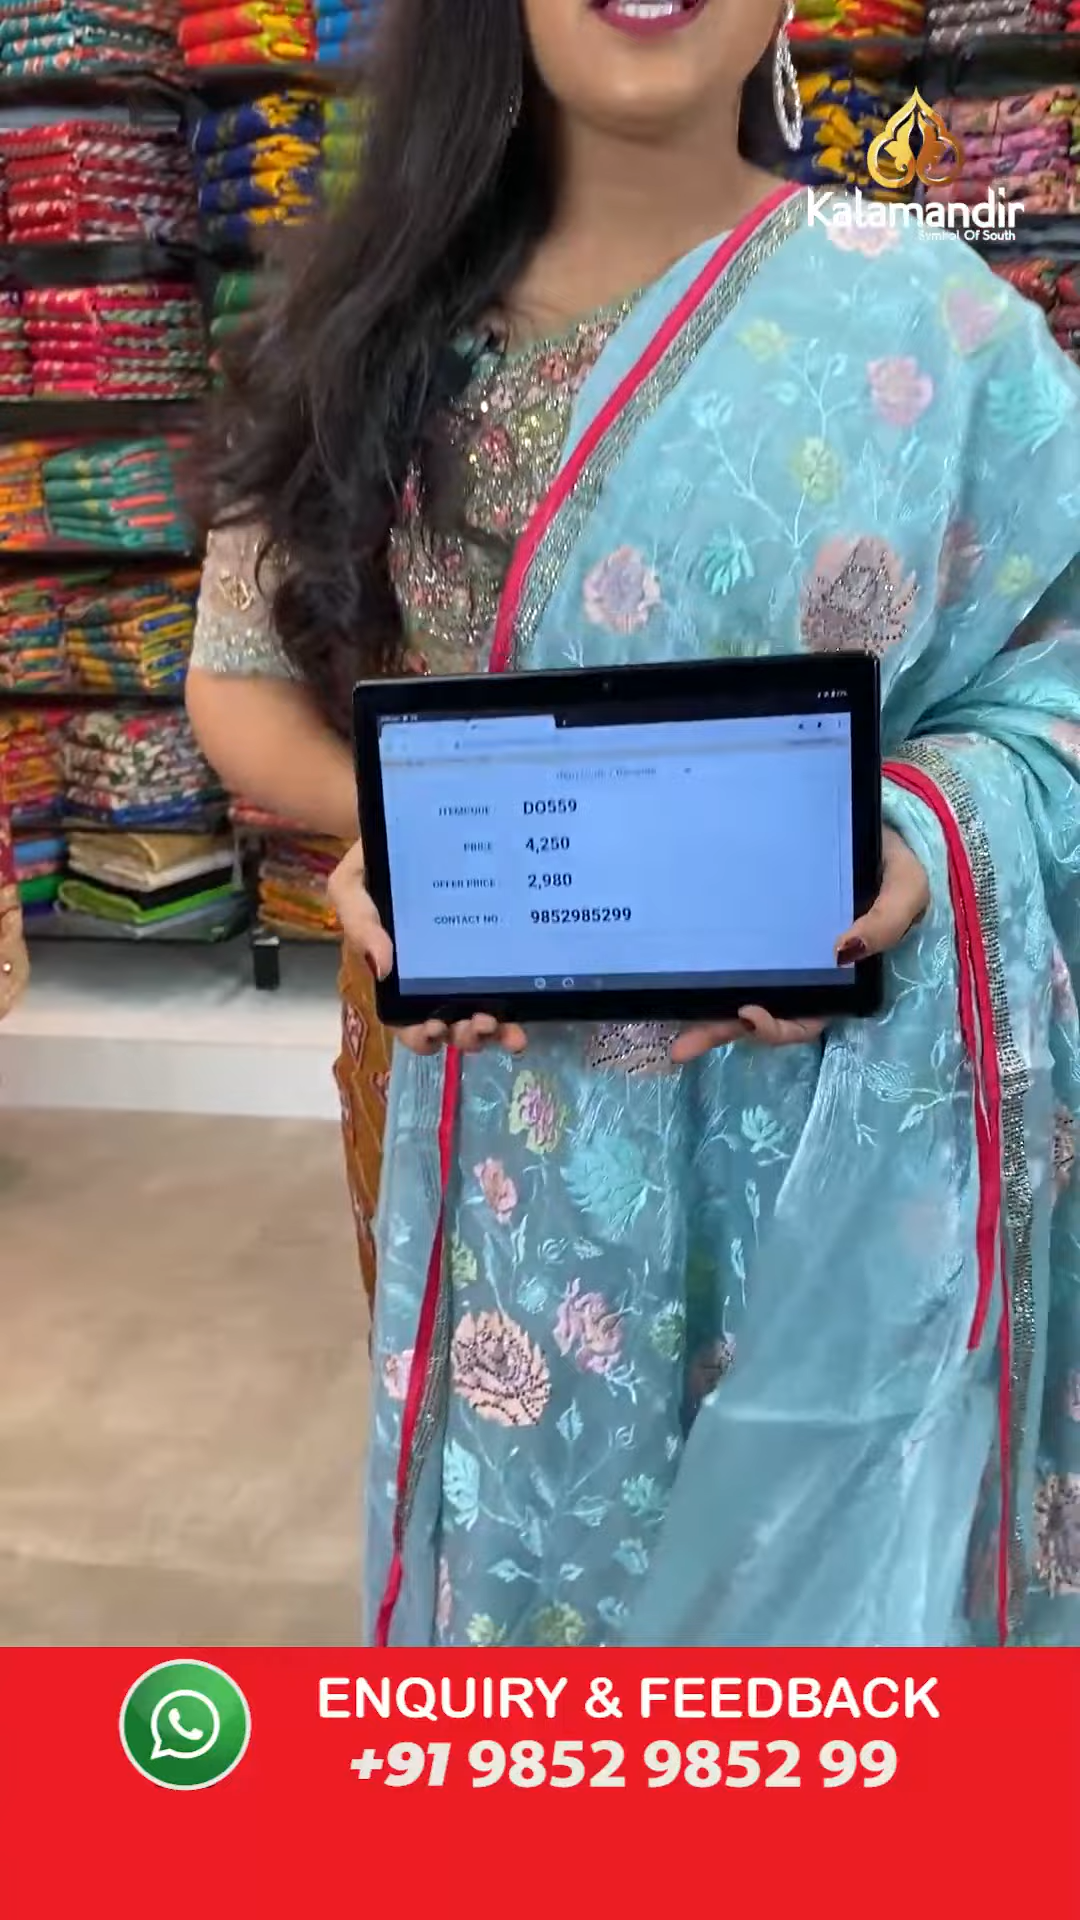 Kalamandir
Symbol Of South
ITEMCODE DO559
PRICE 4,250
OFFER PRICE 2,980
CONTACT NO 9852985299
ENQUIRY & FEEDBACK
+91 9852 9852 99